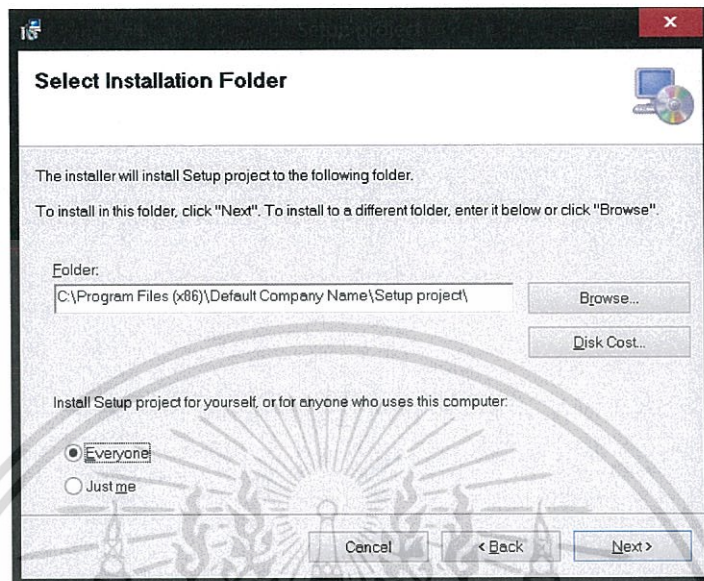 Setup project
Select Installation Folder
The installer will install Setup project to the following folder.
To install in this folder, click "Next". To install to a different folder, enter it below or click "Browse".
Folder:
C:\Program Files (x86)\Default Company Name\Setup project\
Browse...
Disk Cost...
Install Setup project for yourself, or for anyone who uses this computer:
Everyone
Just me
Cancel
< Back
Next >